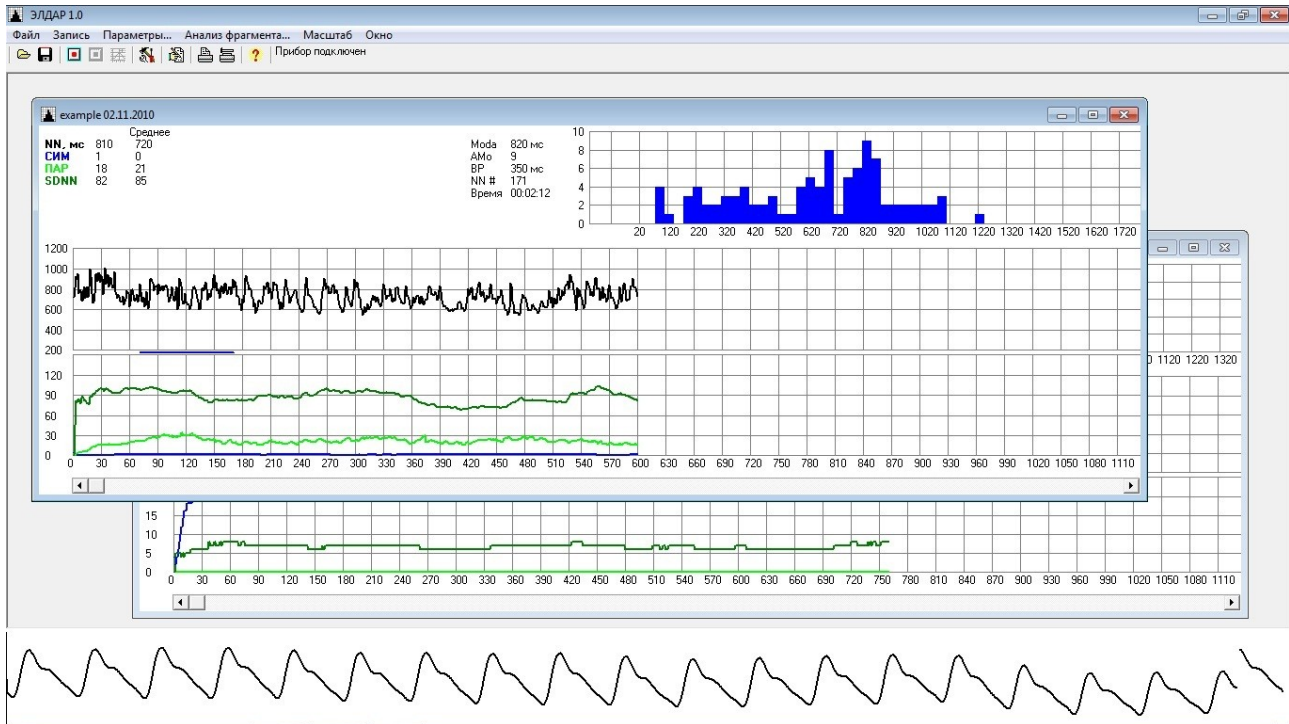 ЭЛДАР 1.0
Файл Запись Параметры... Анализ фрагмента... Масштаб Окно
Прибор подключен
example 02.11.2010
Среднее
NN, мс 810 720
СИМ 1 0
ПАР 18 21
SDNN 82 85
Moda 820 мс
АМо 9
ВР 350 мс
NN # 171
Время 00:02:12
10
8
6
4
2
0
20 120 220 320 420 520 620 720 820 920 1020 1120 1220 1320 1420 1520 1620 1720
1200
1000
800
600
400
200
120
90
60
30
0
0 30 60 90 120 150 180 210 240 270 300 330 360 390 420 450 480 510 540 570 600 630 660 690 720 750 780 810 840 870 900 930 960 990 1020 1050 1080 1110
1120 1220 1320
15
10
5
0
0 30 60 90 120 150 180 210 240 270 300 330 360 390 420 450 480 510 540 570 600 630 660 690 720 750 780 810 840 870 900 930 960 990 1020 1050 1080 1110